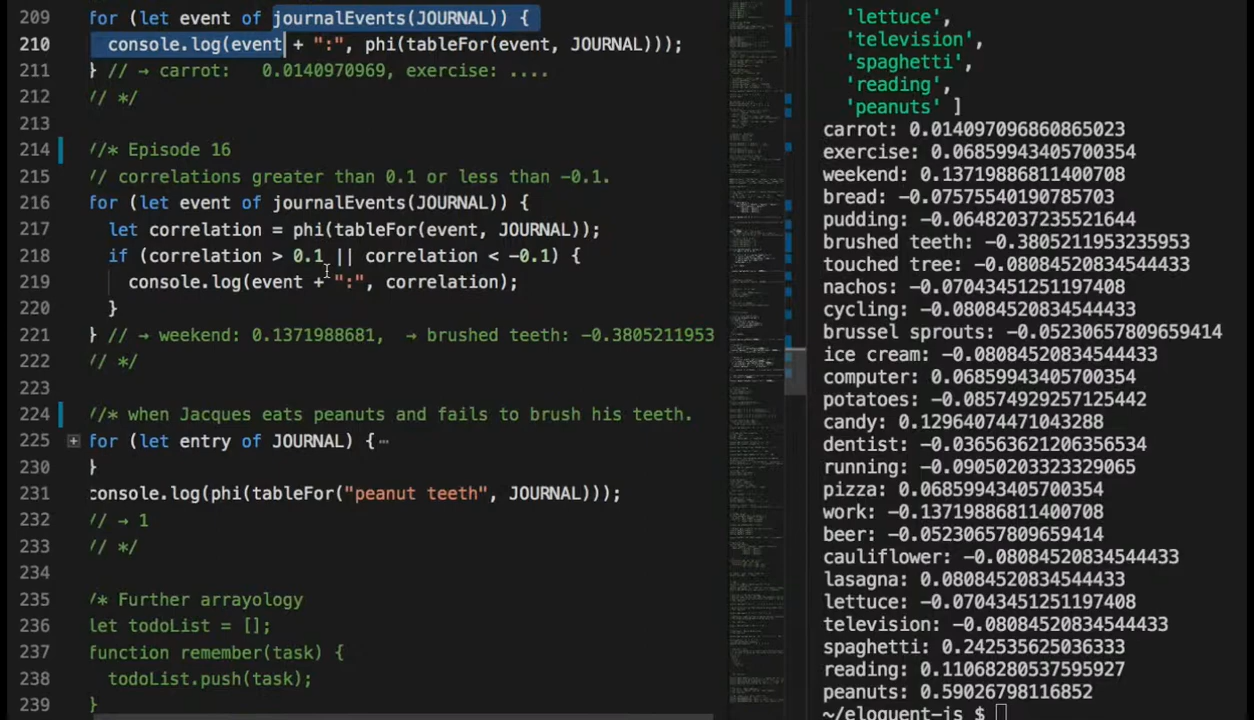 209 for (let event of journalEvents(JOURNAL)) {
210 console.log(event + ":", phi(tableFor(event, JOURNAL)));
211 } // → carrot: 0.0140970969, exercise: ....
212 // */
213
214 //* Episode 16
215 // correlations greater than 0.1 or less than -0.1.
216 for (let event of journalEvents(JOURNAL)) {
217 let correlation = phi(tableFor(event, JOURNAL));
218 if (correlation > 0.1 || correlation < -0.1) {
219 console.log(event + ":", correlation);
220 }
221 } // → weekend: 0.1371988681, → brushed teeth: -0.3805211953
222 // */
223
224 //* when Jacques eats peanuts and fails to brush his teeth.
225 for (let entry of JOURNAL) {
230 }
231 console.log(phi(tableFor("peanut teeth", JOURNAL)));
232 // → 1
233 // */
234
235 /* Further arrayology
236 let todoList = [];
237 function remember(task) {
238 todoList.push(task);
239 }
'lettuce',
'television',
'spaghetti',
'reading',
'peanuts' ]
carrot: 0.014097096860865023
exercise: 0.06859943405700354
weekend: 0.13719886811400708
bread: -0.0757554019078​5703
pudding: -0.06482037235521644
brushed teeth: -0.3805211953235953
touched tree: -0.08084520834544433
nachos: -0.07043451251197408
cycling: -0.08084520834544433
brussel sprouts: -0.05230657809659414
ice cream: -0.08084520834544433
computer: 0.06859943405700354
potatoes: -0.08574929257125442
candy: 0.12964074471043288
dentist: -0.036563621206356534
running: -0.09050203323329065
pizza: 0.06859943405700354
work: -0.13719886811400708
beer: -0.05230657809659414
cauliflower: -0.08084520834544433
lasagna: 0.08084520834544433
lettuce: -0.07043451251197408
television: -0.08084520834544433
spaghetti: 0.242535625036333
reading: 0.11068280537595927
peanuts: 0.59026798116852
~/eloquent-js $